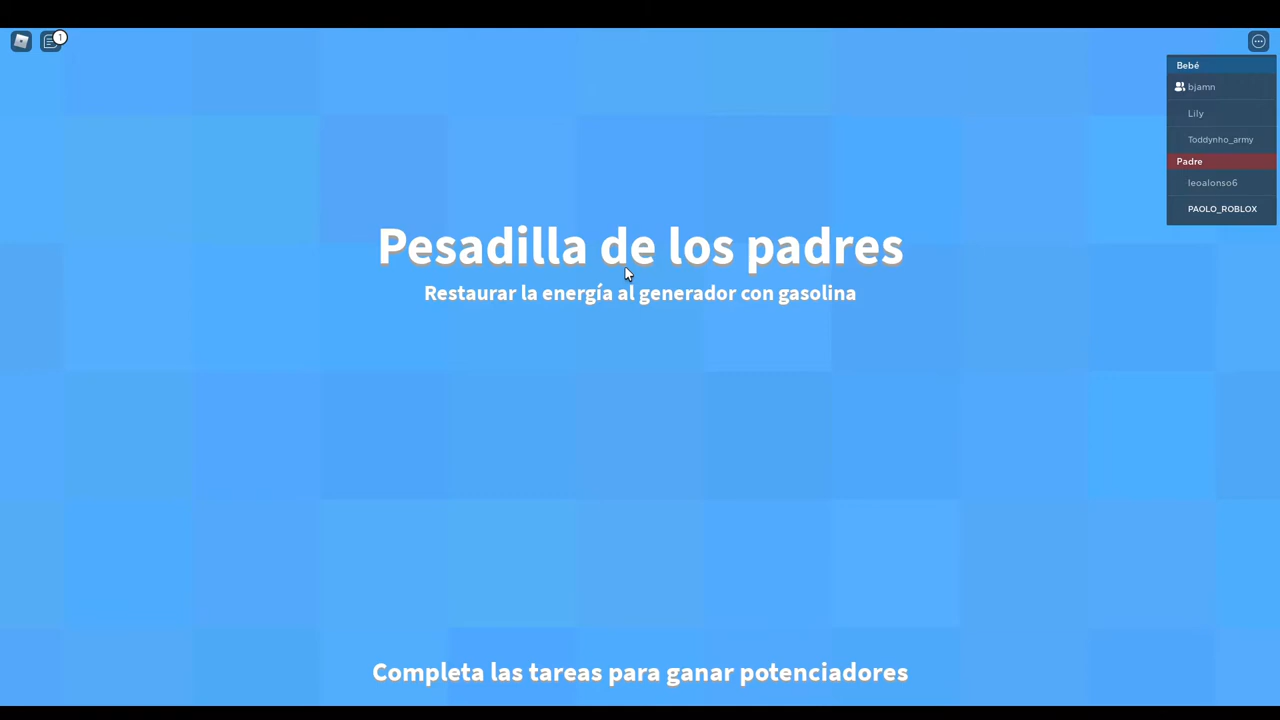 1
Bebé
bjamn
Lily
Toddynho_army
Padre
leoalonso6
PAOLO_ROBLOX
Pesadilla de los padres
Restaurar la energía al generador con gasolina
Completa las tareas para ganar potenciadores